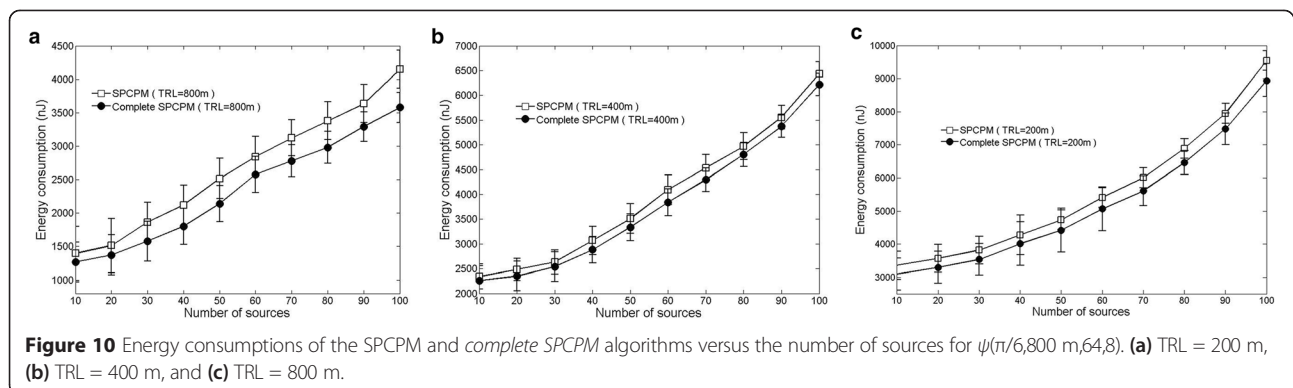 a
4500
4000
3500
3000
2500
2000
1500
1000
Energy consumption (nJ)
SPCPM ( TRL=800m )
Complete SPCPM ( TRL=800m )
10 20 30 40 50 60 70 80 90 100
Number of sources
b
7000
6500
6000
5500
5000
4500
4000
3500
3000
2500
2000
Energy consumption (nJ)
SPCPM ( TRL=400m )
Complete SPCPM ( TRL=400m )
10 20 30 40 50 60 70 80 90 100
Number of sources
c
10000
9000
8000
7000
6000
5000
4000
3000
Energy consumption (nJ)
SPCPM ( TRL=200m )
Complete SPCPM ( TRL=200m )
10 20 30 40 50 60 70 80 90 100
Number of sources
Figure 10 Energy consumptions of the SPCPM and complete SPCPM algorithms versus the number of sources for ψ(π/6,800 m,64,8). (a) TRL = 200 m,
(b) TRL = 400 m, and (c) TRL = 800 m.